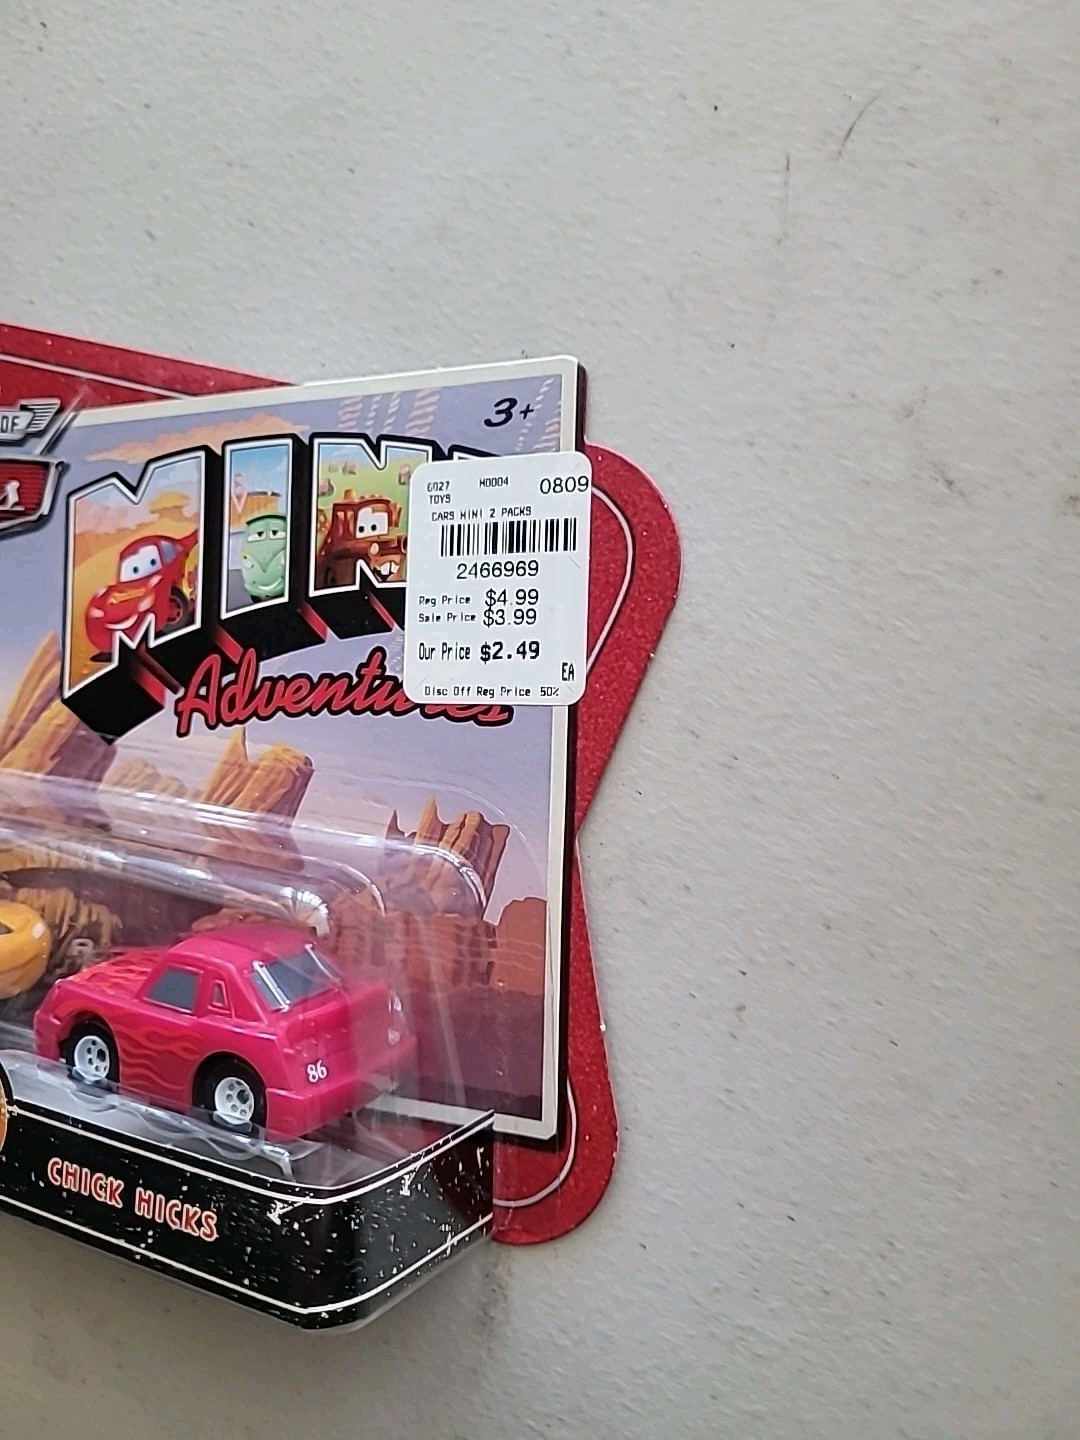 OF
3+
MINI
Adventures
6027 H0004 0809
TOYS
CARS MINI 2 PACKS
2466969
Reg Price $4.99
Sale Price $3.99
Our Price $2.49
EA
Disc Off Reg Price 50%
86
CHICK HICKS